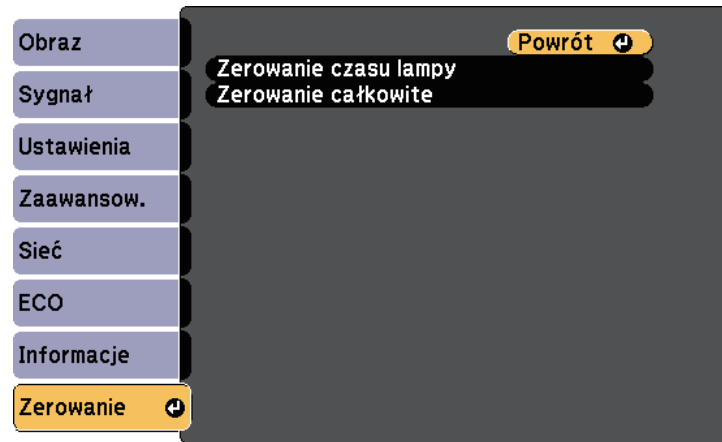 Obraz
Sygnał
Ustawienia
Zaawansow.
Sieć
ECO
Informacje
Zerowanie
Powrót
Zerowanie czasu lampy
Zerowanie całkowite